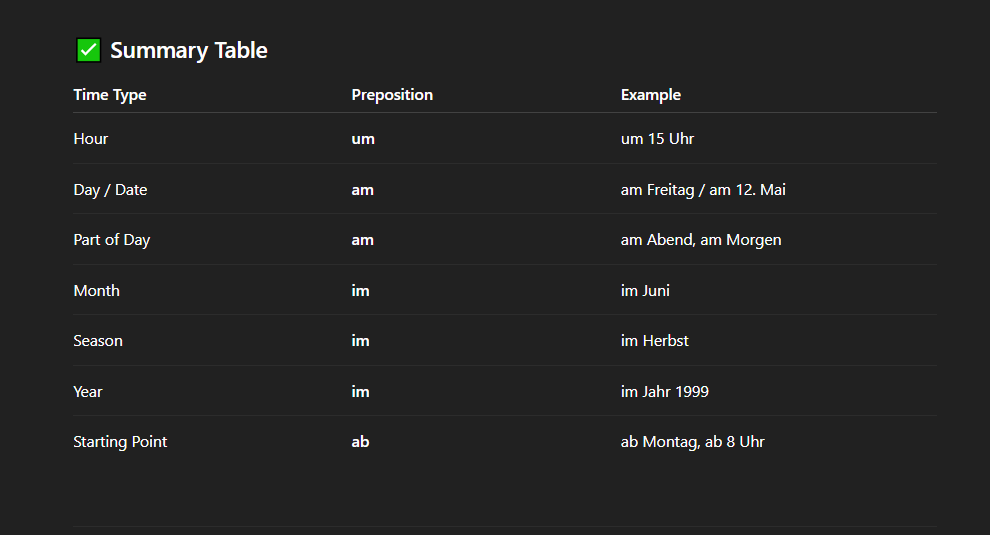 ✅ Summary Table
Time Type Preposition Example
Hour um um 15 Uhr
Day / Date am am Freitag / am 12. Mai
Part of Day am am Abend, am Morgen
Month im im Juni
Season im im Herbst
Year im im Jahr 1999
Starting Point ab ab Montag, ab 8 Uhr